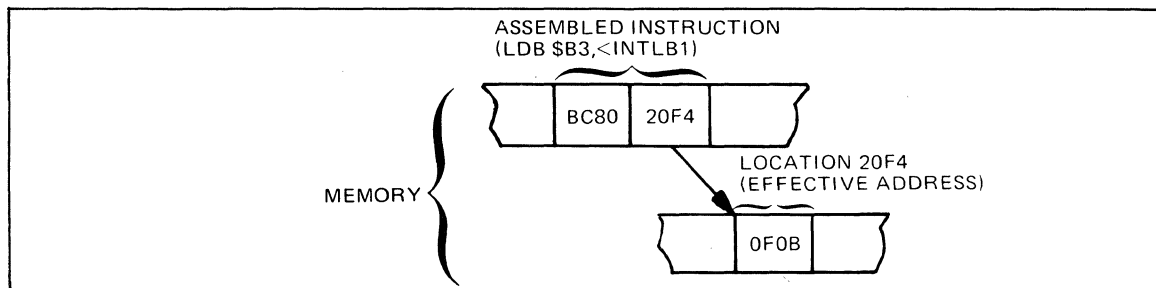 ASSEMBLED INSTRUCTION
(LDB $B3,<INTLB1)
BC80 20F4
LOCATION 20F4
(EFFECTIVE ADDRESS)
MEMORY
0F0B